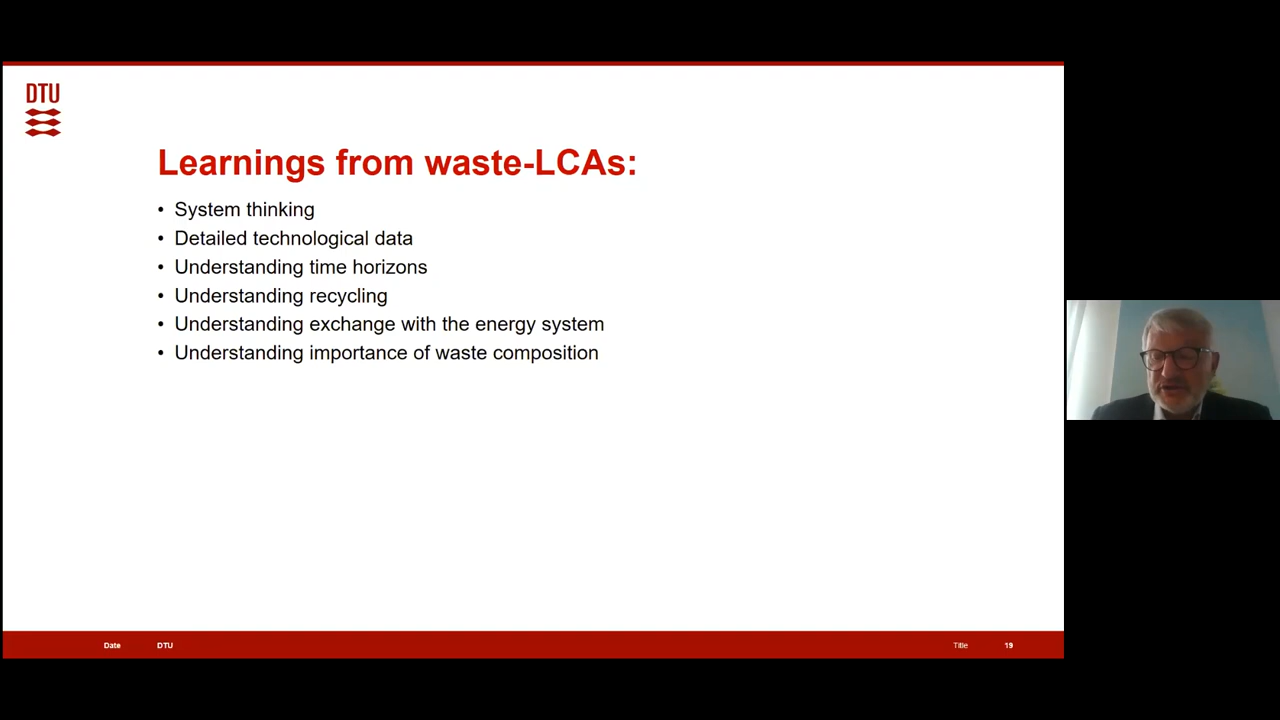 DTU
Learnings from waste-LCAs:
• System thinking
• Detailed technological data
• Understanding time horizons
• Understanding recycling
• Understanding exchange with the energy system
• Understanding importance of waste composition
Date DTU Title 19